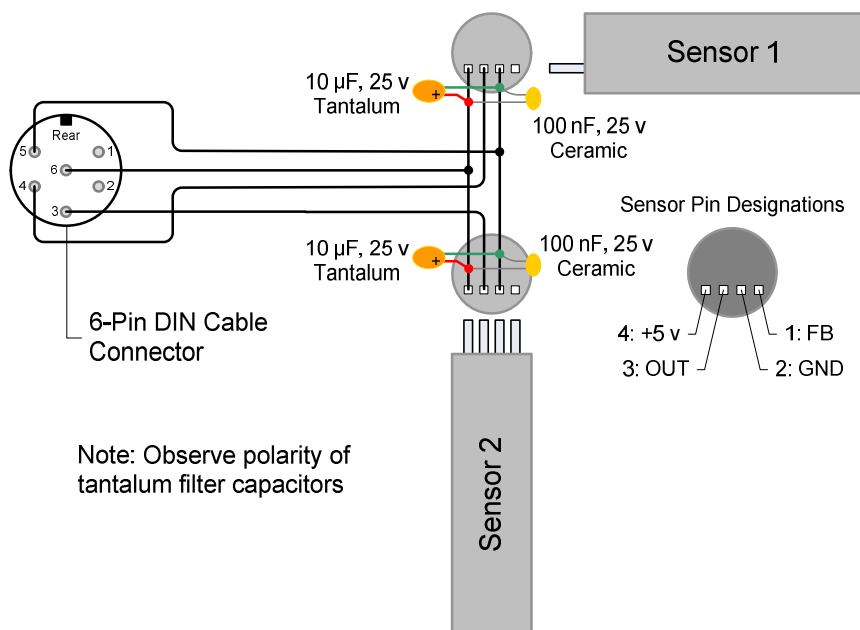 Sensor 1
10 µF, 25 v
Tantalum
+
100 nF, 25 v
Ceramic
Rear
5
1
6
4
2
3
Sensor Pin Designations
10 µF, 25 v
Tantalum
+
100 nF, 25 v
Ceramic
6-Pin DIN Cable
Connector
4: +5 v
1: FB
3: OUT
2: GND
Note: Observe polarity of
tantalum filter capacitors
Sensor 2